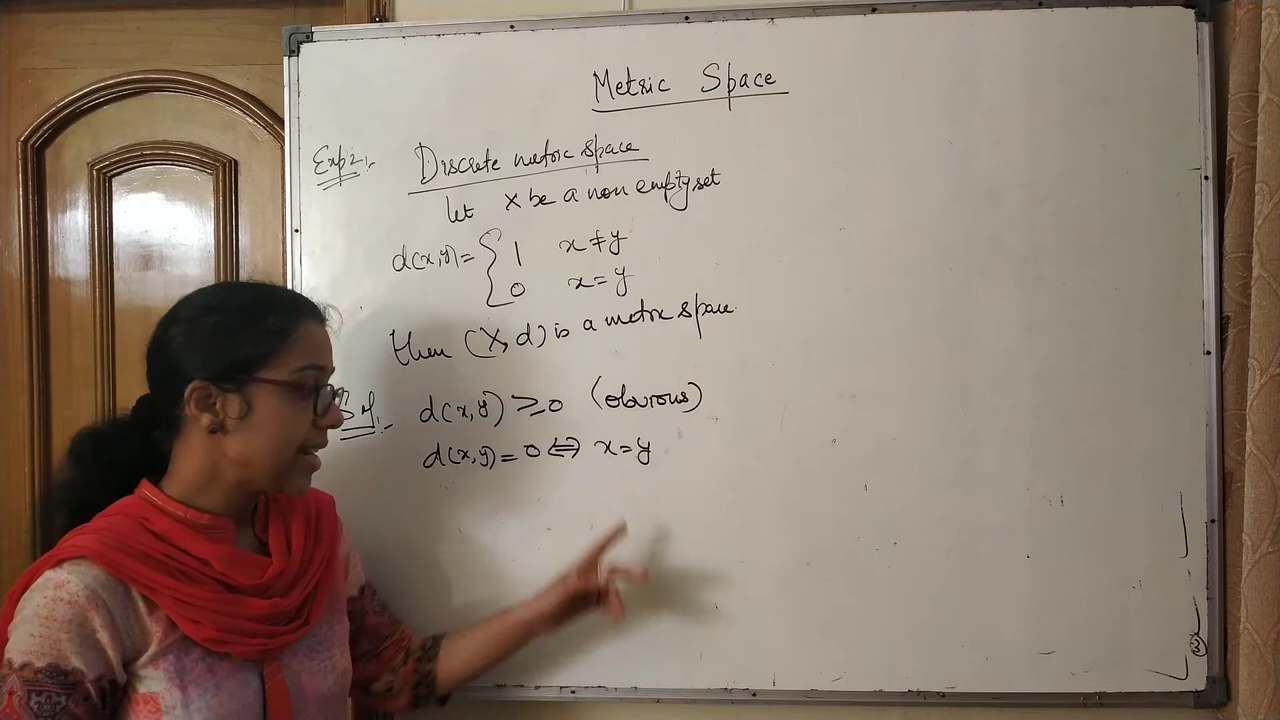 Metric Space
Exp 2:-
Discrete metric space
let X be a non empty set
d(x,y)= { 1 x≠y
0 x=y
then (X, d) is a metric space.
d(x,y) ≥ 0 (obvious)
d(x,y) = 0 ⇔ x=y